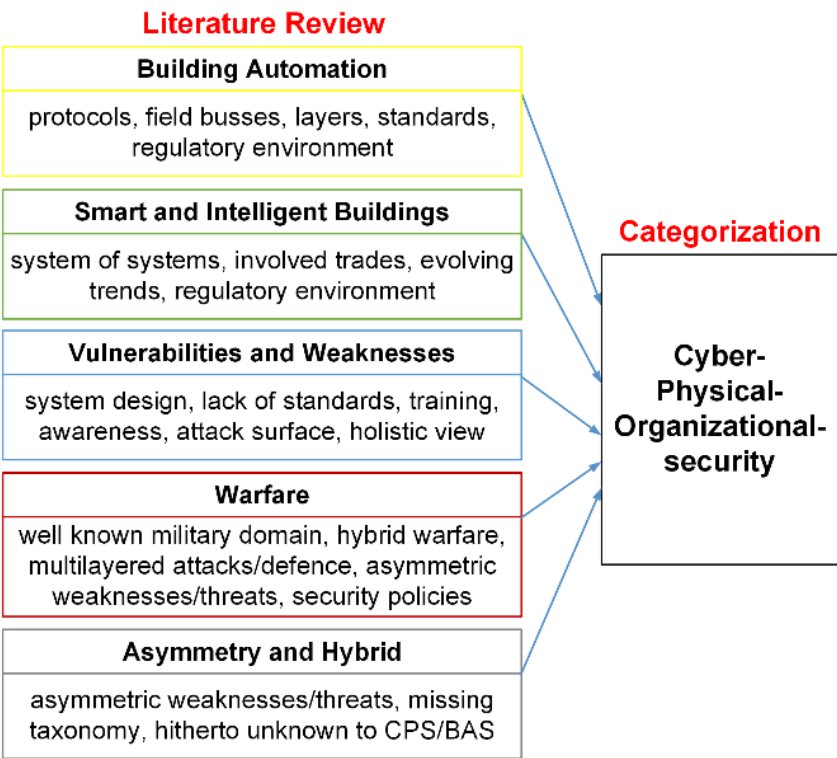 Literature Review
Building Automation
protocols, field busses, layers, standards,
regulatory environment
Smart and Intelligent Buildings
system of systems, involved trades, evolving
trends, regulatory environment
Vulnerabilities and Weaknesses
system design, lack of standards, training,
awareness, attack surface, holistic view
Warfare
well known military domain, hybrid warfare,
multilayered attacks/defence, asymmetric
weaknesses/threats, security policies
Asymmetry and Hybrid
asymmetric weaknesses/threats, missing
taxonomy, hitherto unknown to CPS/BAS
Categorization
Cyber-
Physical-
Organizational-
security